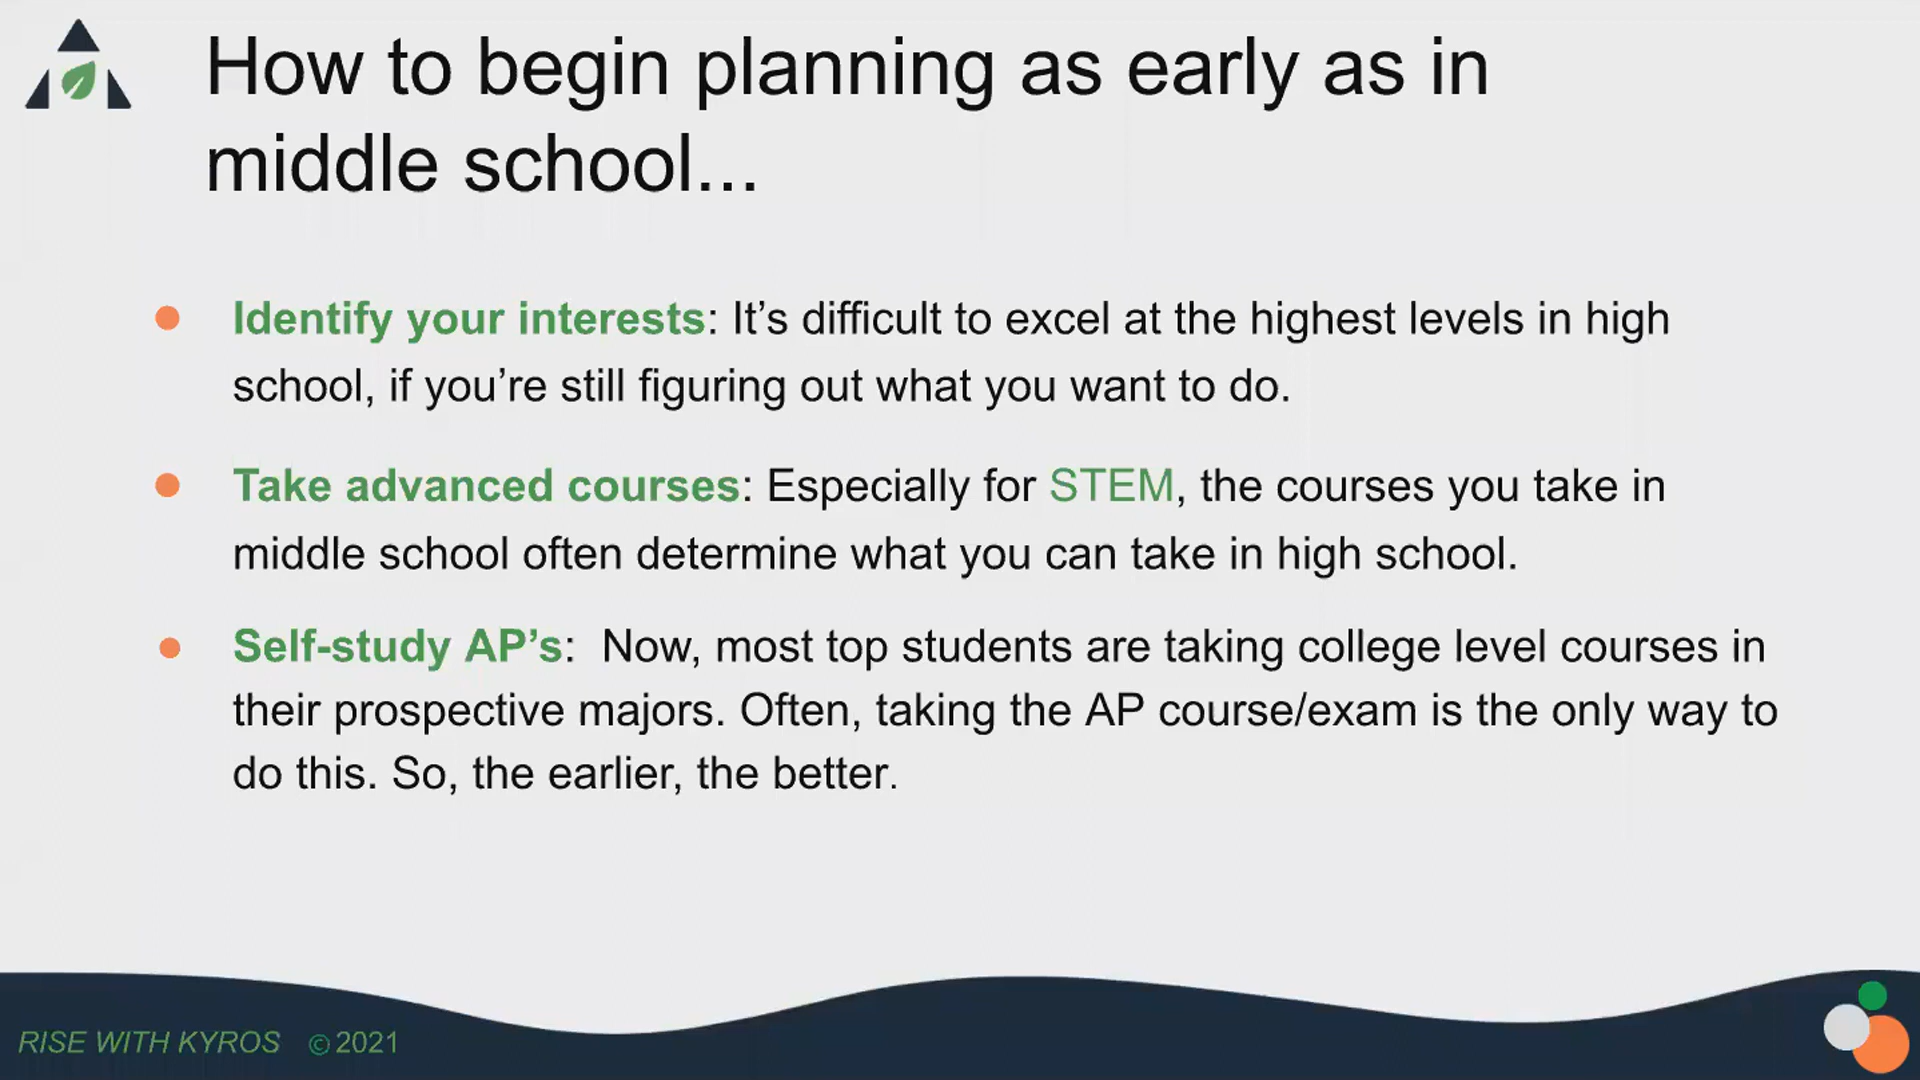 How to begin planning as early as in
middle school...
Identify your interests: It’s difficult to excel at the highest levels in high
school, if you’re still figuring out what you want to do.
Take advanced courses: Especially for STEM, the courses you take in
middle school often determine what you can take in high school.
Self-study AP’s:  Now, most top students are taking college level courses in
their prospective majors. Often, taking the AP course/exam is the only way to
do this. So, the earlier, the better.
RISE WITH KYROS © 2021